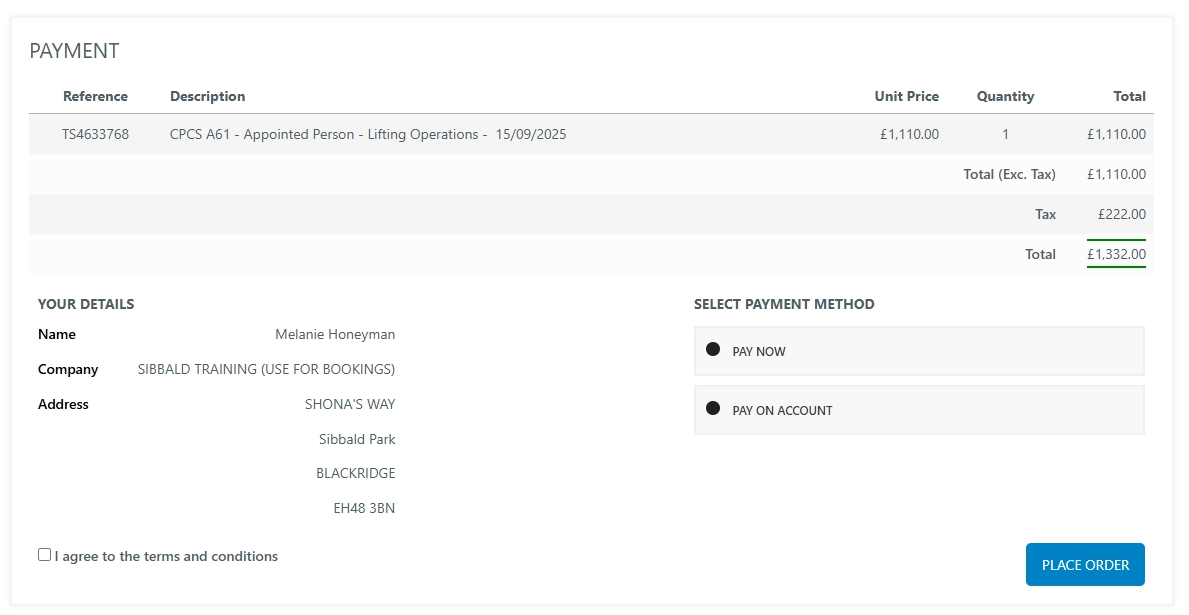 PAYMENT
Reference Description Unit Price Quantity Total
TS4633768 CPCS A61 - Appointed Person - Lifting Operations - 15/09/2025 £1,110.00 1 £1,110.00
Total (Exc. Tax) £1,110.00
Tax £222.00
Total £1,332.00
YOUR DETAILS
Name Melanie Honeyman
Company SIBBALD TRAINING (USE FOR BOOKINGS)
Address SHONA'S WAY
Sibbald Park
BLACKRIDGE
EH48 3BN
SELECT PAYMENT METHOD
PAY NOW
PAY ON ACCOUNT
I agree to the terms and conditions
PLACE ORDER